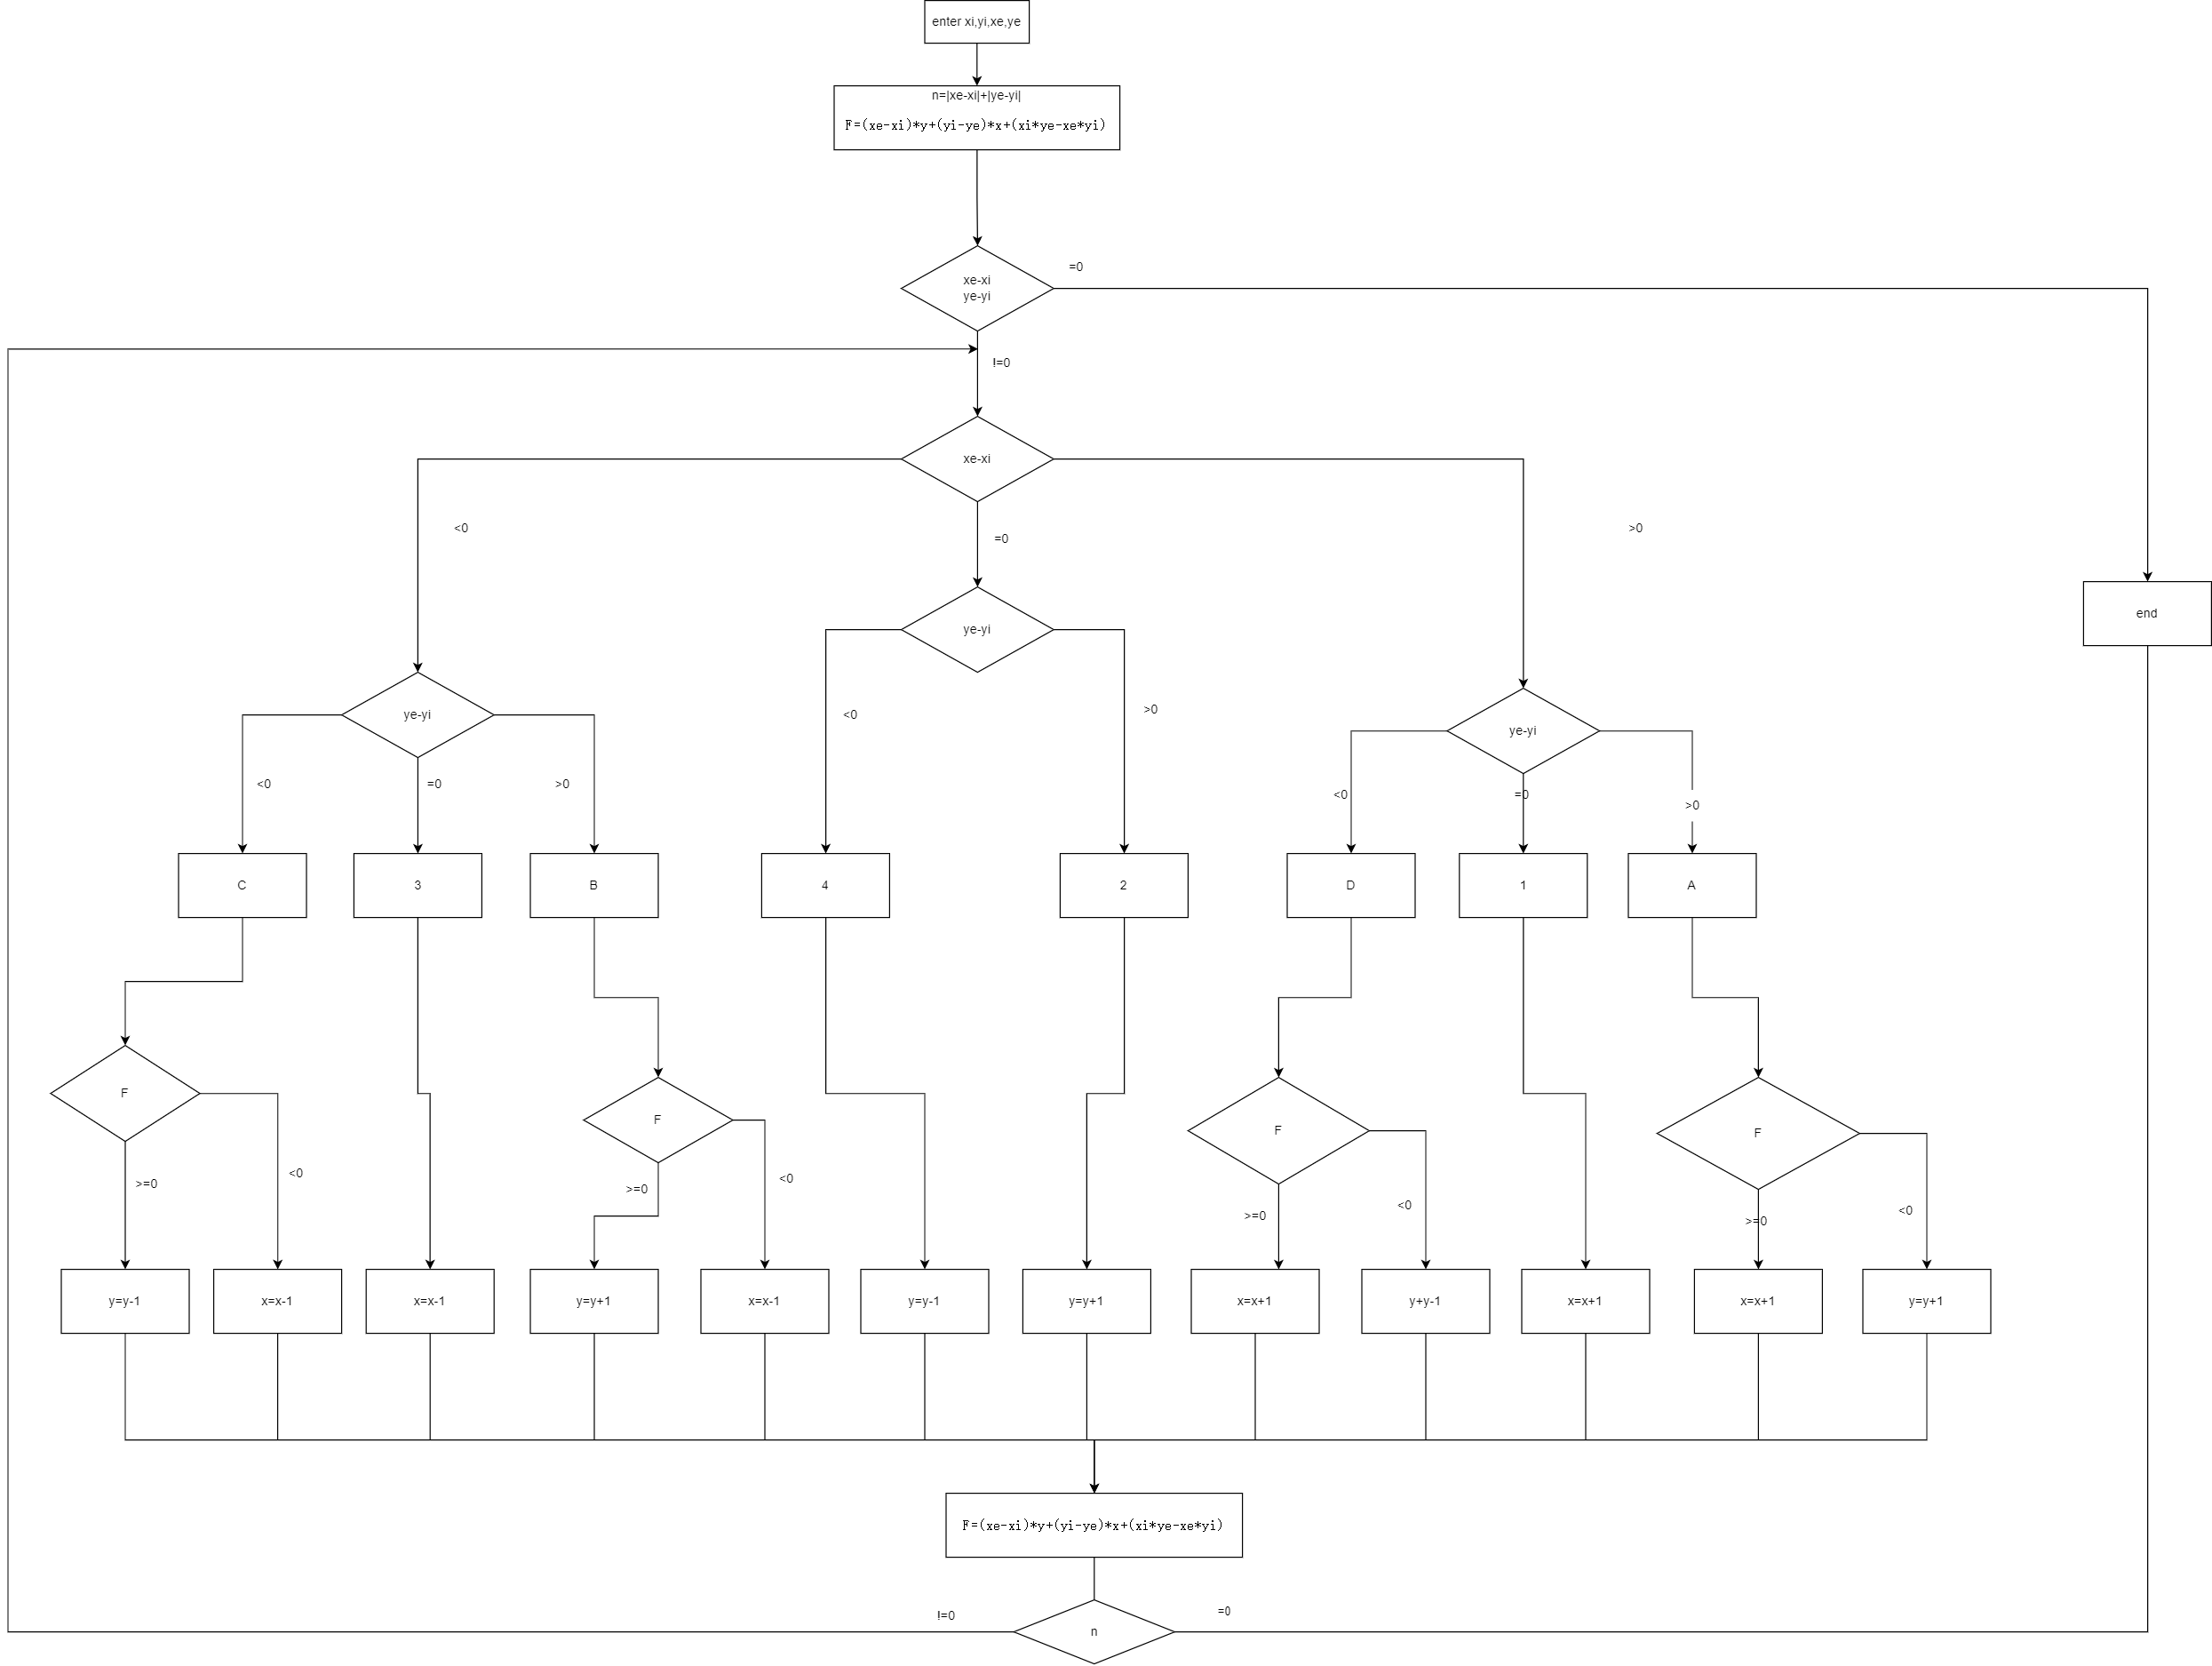 enter xi,yi,xe,ye
n=|xe-xi|+|ye-yi|
F=(xe-xi)*y+(yi-ye)*x+(xi*ye-xe*yi)
=0
xe-xi
ye-yi
!=0
xe-xi
<0
>0
=0
end
ye-yi
<0
>0
ye-yi
ye-yi
<0
=0
>0
<0
=0
>0
C
3
B
4
2
D
1
A
F
F
F
F
>=0
<0
>=0
<0
>=0
<0
>=0
<0
y=y-1
x=x-1
x=x-1
y=y+1
x=x-1
y=y-1
y=y+1
x=x+1
y+y-1
x=x+1
x=x+1
y=y+1
F=(xe-xi)*y+(yi-ye)*x+(xi*ye-xe*yi)
!=0
=0
n